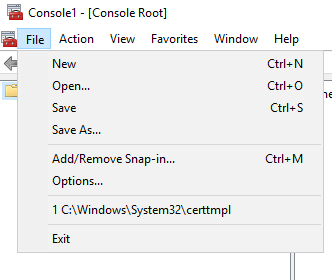 Console1 - [Console Root]
File Action View Favorites Window Help
New Ctrl+N
Open... Ctrl+O
Save Ctrl+S
Save As...
Add/Remove Snap-in... Ctrl+M
Options...
1 C:\Windows\System32\certtmpl
Exit